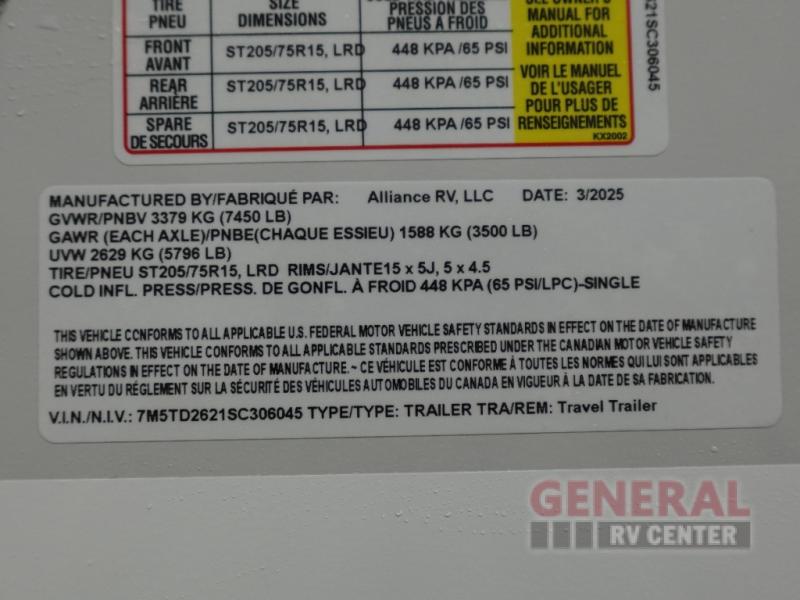 TIRE SIZE
PNEU DIMENSIONS PRESSION DES PNEUS A FROID
FRONT AVANT ST205/75R15, LRD 448 KPA /65 PSI
REAR ARRIÈRE ST205/75R15, LRD 448 KPA /65 PSI
SPARE DE SECOURS ST205/75R15, LRD 448 KPA /65 PSI
SEE OWNER'S
MANUAL FOR
ADDITIONAL
INFORMATION
VOIR LE MANUEL
DE L'USAGER
POUR PLUS DE
RENSEIGNEMENTS
KX2002
21SC306045
MANUFACTURED BY/FABRIQUÉ PAR: Alliance RV, LLC DATE: 3/2025
GVWR/PNBV 3379 KG (7450 LB)
GAWR (EACH AXLE)/PNBE(CHAQUE ESSIEU) 1588 KG (3500 LB)
UVW 2629 KG (5796 LB)
TIRE/PNEU ST205/75R15, LRD RIMS/JANTE15 x 5J, 5 x 4.5
COLD INFL. PRESS/PRESS. DE GONFL. À FROID 448 KPA (65 PSI/LPC)-SINGLE
THIS VEHICLE CONFORMS TO ALL APPLICABLE U.S. FEDERAL MOTOR VEHICLE SAFETY STANDARDS IN EFFECT ON THE DATE OF MANUFACTURE
SHOWN ABOVE. THIS VEHICLE CONFORMS TO ALL APPLICABLE STANDARDS PRESCRIBED UNDER THE CANADIAN MOTOR VEHICLE SAFETY
REGULATIONS IN EFFECT ON THE DATE OF MANUFACTURE.~ CE VÉHICULE EST CONFORME À TOUTES LES NORMES QUI LUI SONT APPLICABLES
EN VERTU DU RÉGLEMENT SUR LA SÉCURITÉ DES VÉHICULES AUTOMOBILES DU CANADA EN VIGUEUR À LA DATE DE SA FABRICATION.
V.I.N./N.I.V.: 7M5TD2621SC306045 TYPE/TYPE: TRAILER TRA/REM: Travel Trailer
GENERAL
RV CENTER